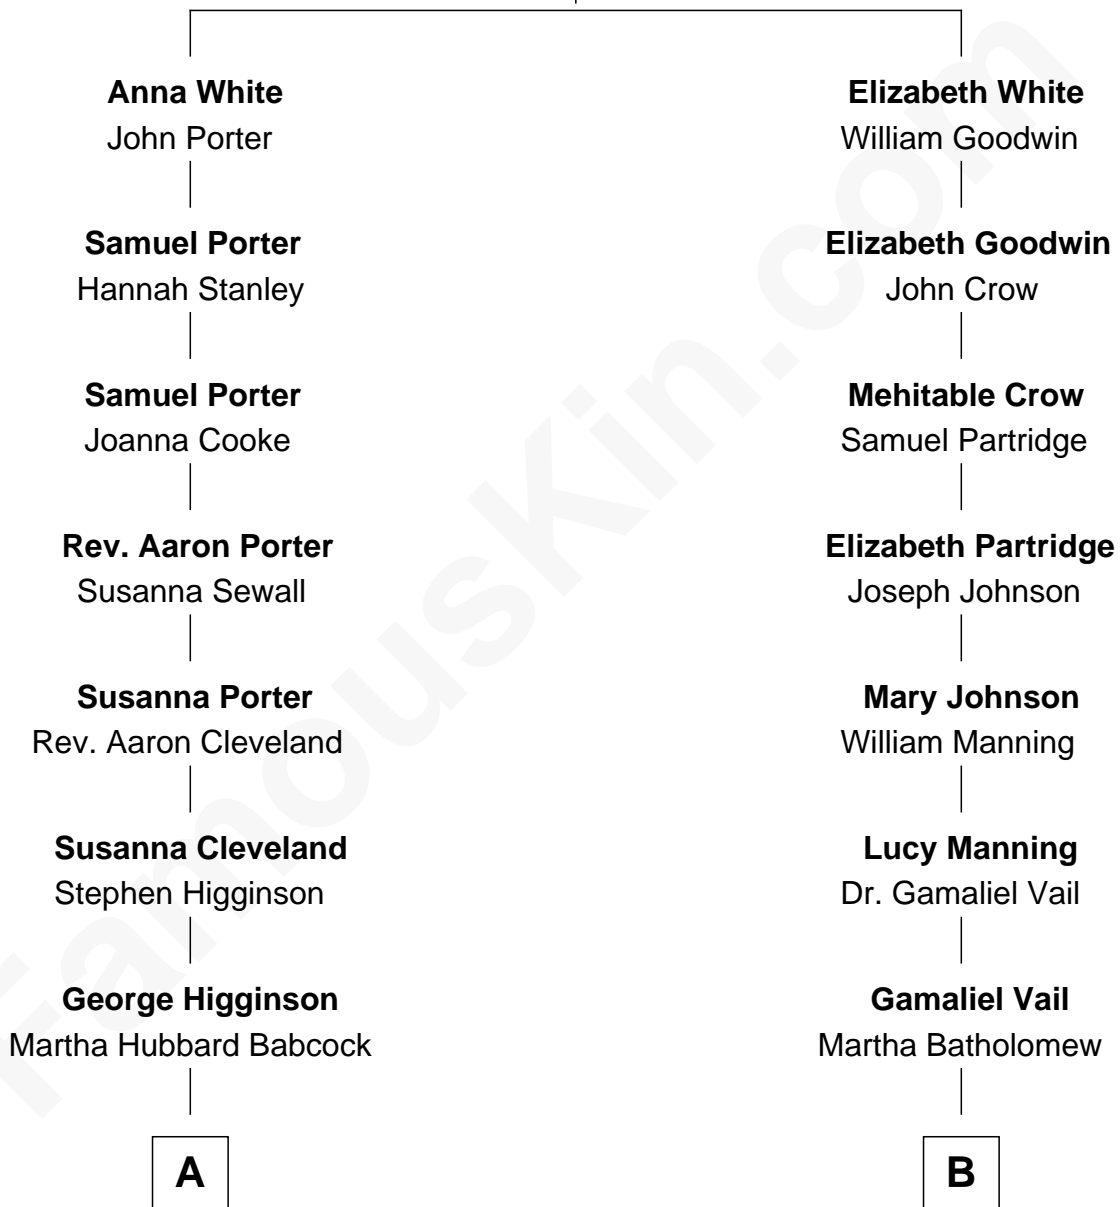 Anna White
John Porter
Samuel Porter
Hannah Stanley
Samuel Porter
Joanna Cooke
Rev. Aaron Porter
Susanna Sewall
Susanna Porter
Rev. Aaron Cleveland
Susanna Cleveland
Stephen Higginson
George Higginson
Martha Hubbard Babcock
A
Elizabeth White
William Goodwin
Elizabeth Goodwin
John Crow
Mehitable Crow
Samuel Partridge
Elizabeth Partridge
Joseph Johnson
Mary Johnson
William Manning
Lucy Manning
Dr. Gamaliel Vail
Gamaliel Vail
Martha Batholomew
B
FamousKin.com